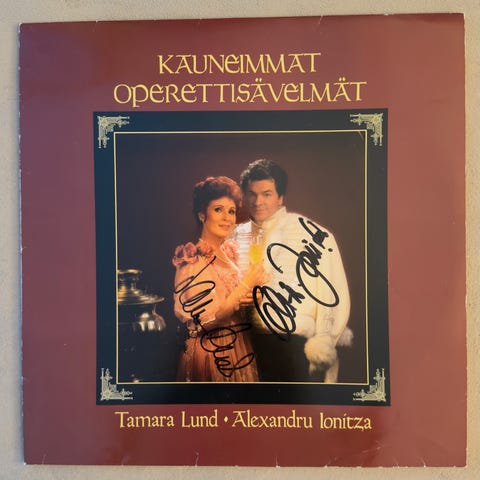 KAUNEIMMAT
OPERETTISÄVELMÄT
Tamara Lund • Alexandru Ionitza